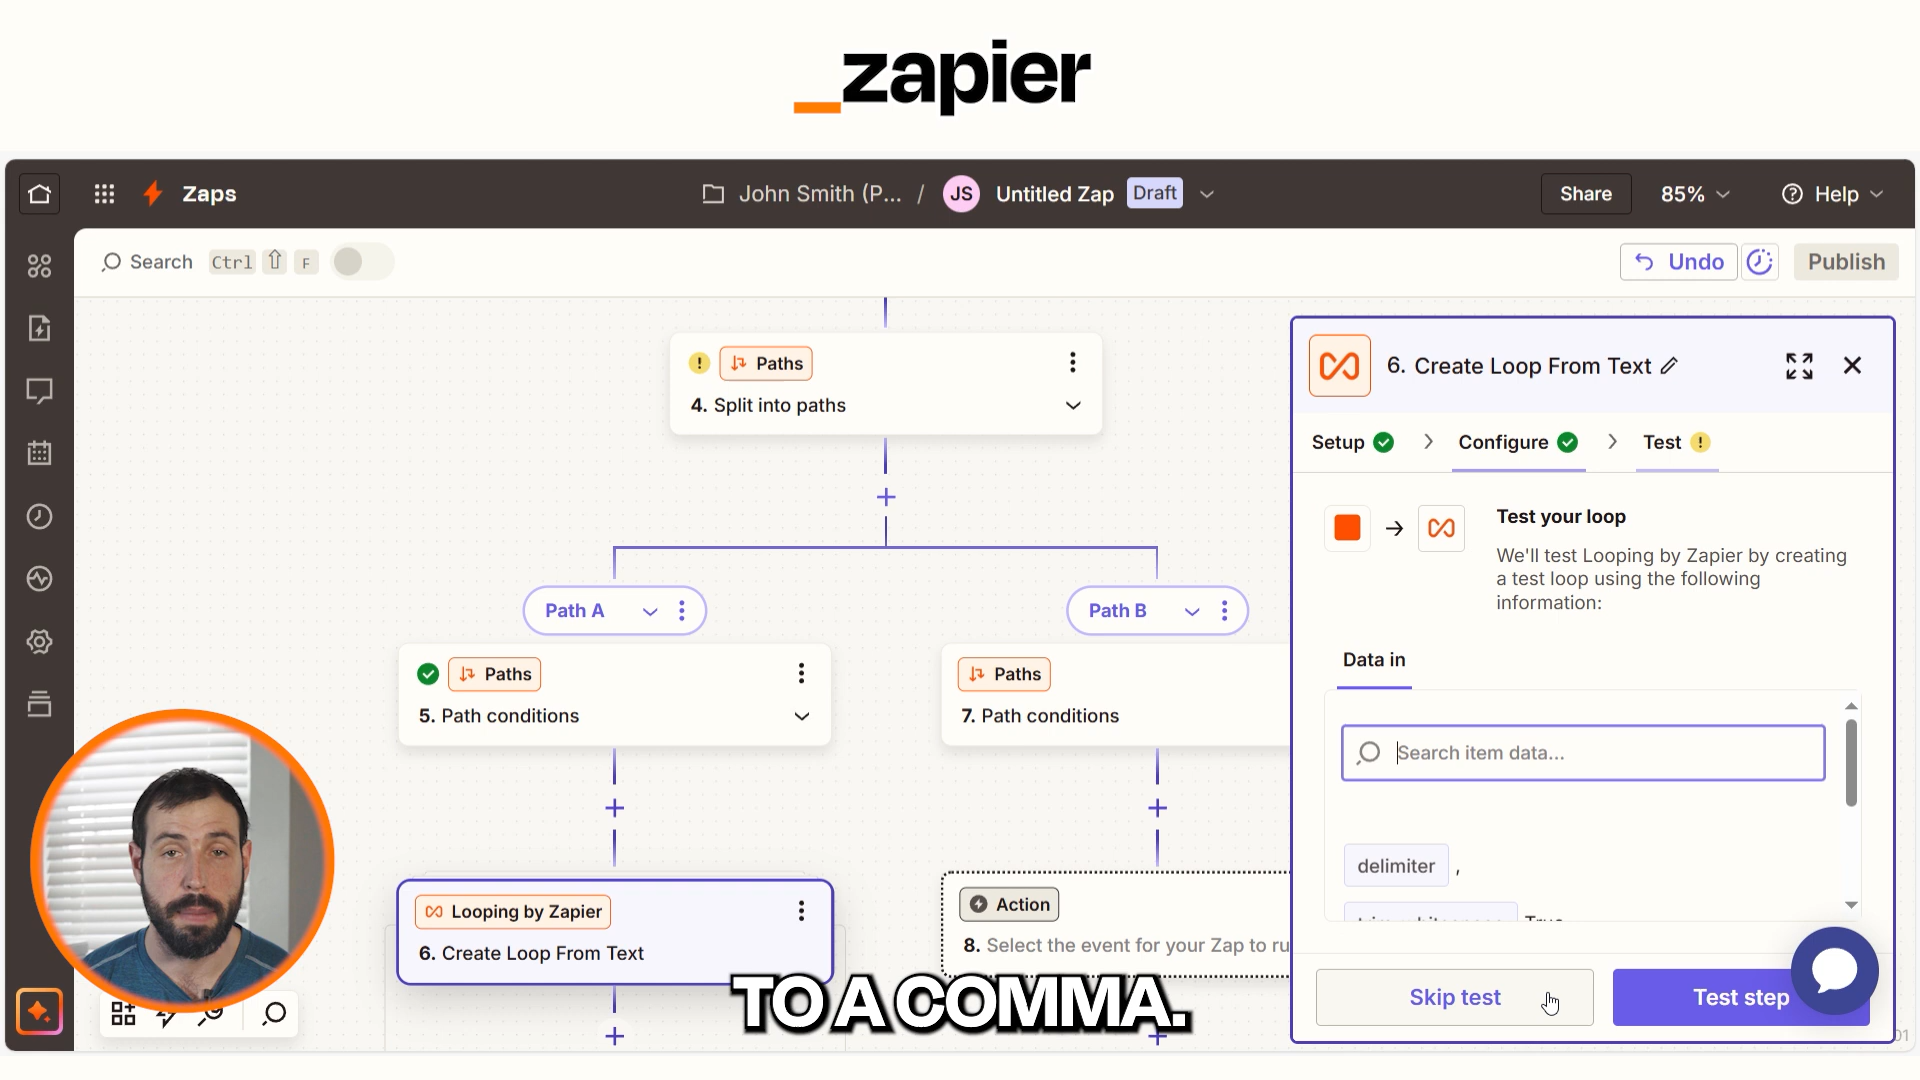 _zapier
Zaps
John Smith (P... / JS Untitled Zap Draft
Share
85%
Help
Search Ctrl ⇧ F
Undo
Publish
Paths
4. Split into paths
Path A
Path B
Paths
5. Path conditions
Paths
7. Path conditions
Looping by Zapier
6. Create Loop From Text
Action
8. Select the event for your Zap to ru
6. Create Loop From Text
Setup
Configure
Test
Test your loop
We'll test Looping by Zapier by creating
a test loop using the following
information:
Data in
Search item data...
delimiter ,
True
Skip test
Test step
TO A COMMA.